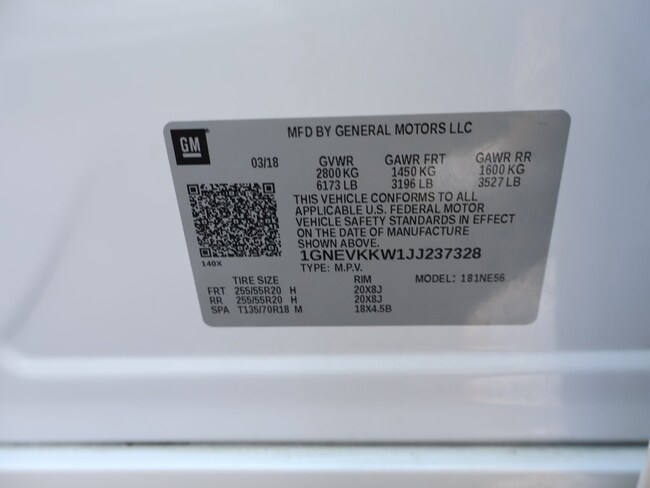 GM
MFD BY GENERAL MOTORS LLC
03/18 GVWR GAWR FRT GAWR RR
2800 KG 1450 KG 1600 KG
6173 LB 3196 LB 3527 LB
THIS VEHICLE CONFORMS TO ALL
APPLICABLE U.S. FEDERAL MOTOR
VEHICLE SAFETY STANDARDS IN EFFECT
ON THE DATE OF MANUFACTURE
SHOWN ABOVE.
1GNEVKKW1JJ237328
140X
TYPE: M.P.V. MODEL: 181NE56
TIRE SIZE RIM
FRT 255/55R20 H 20X8J
RR 255/55R20 H 20X8J
SPA T135/70R18 M 18X4.5B